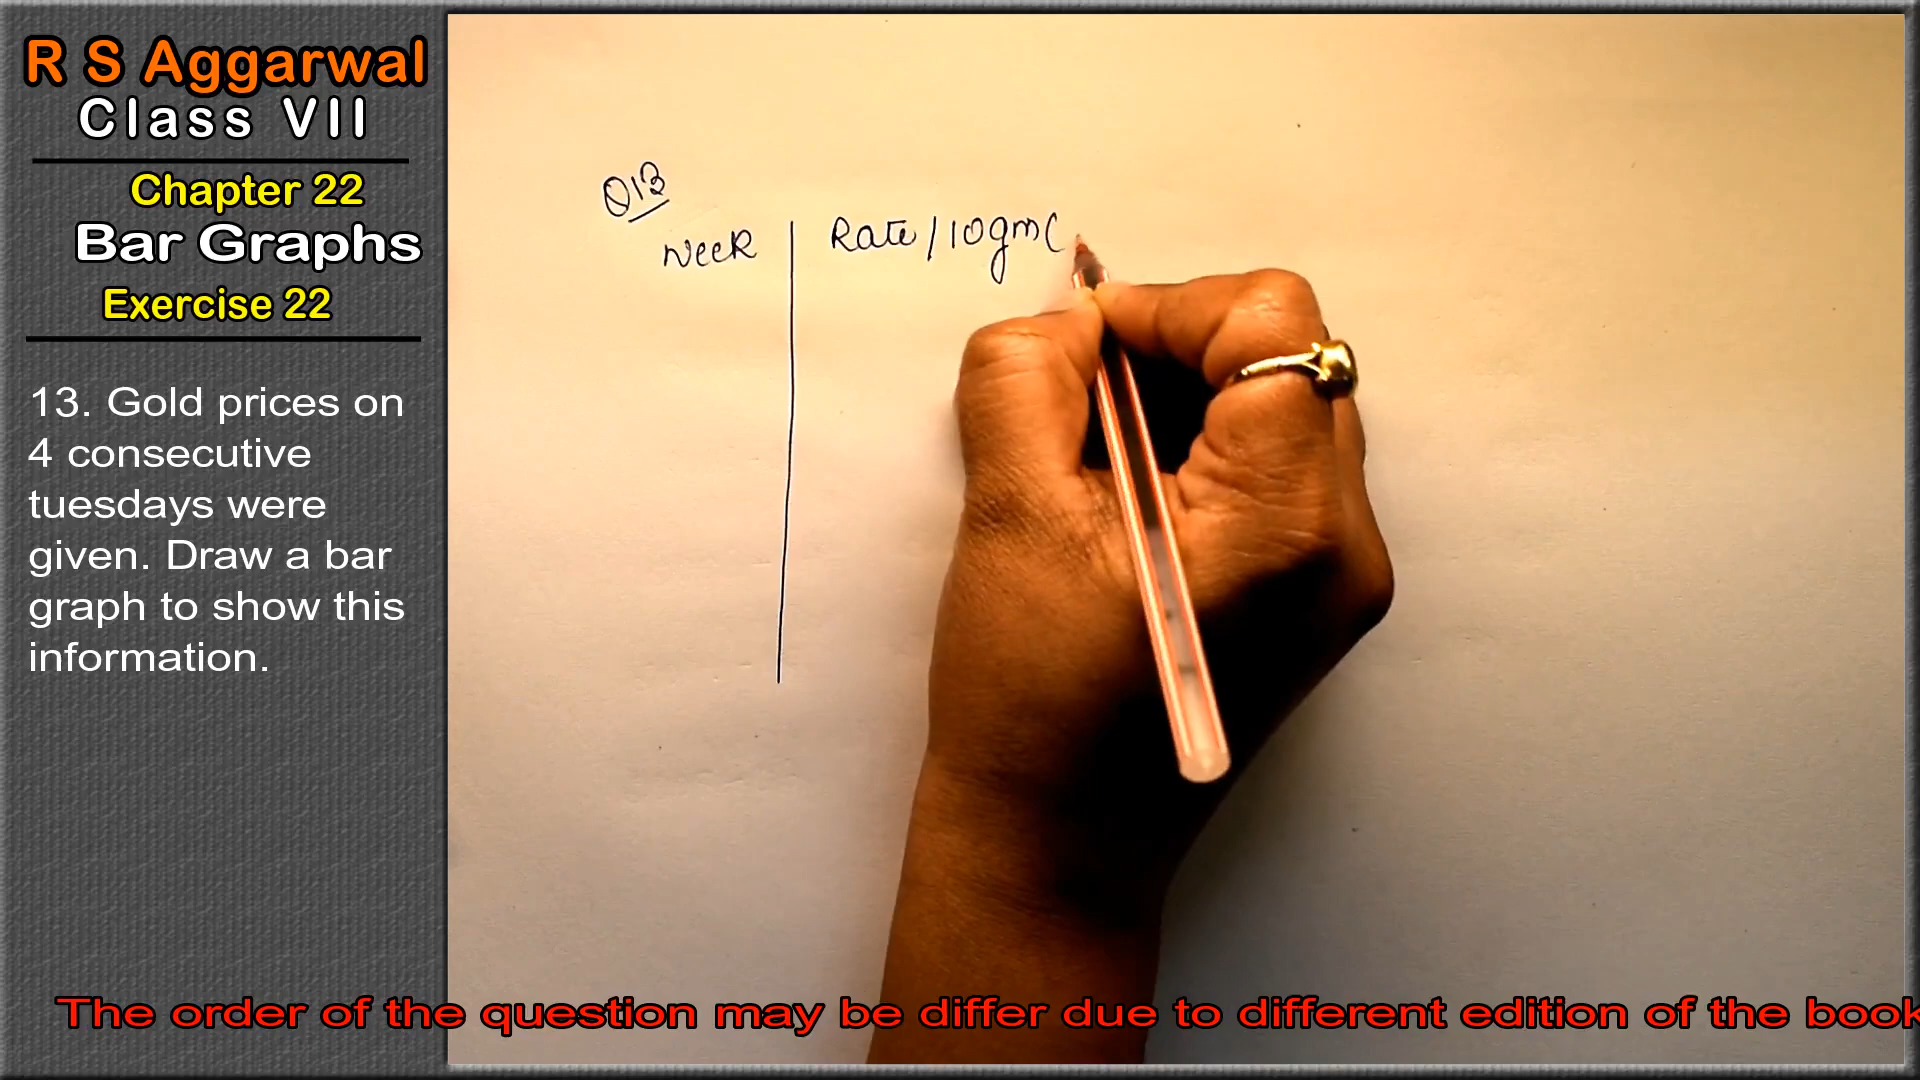 R S Aggarwal
Class VII
Chapter 22
Bar Graphs
Exercise 22
13. Gold prices on
4 consecutive
tuesdays were
given. Draw a bar
graph to show this
information.
Q13
Week
Rate/10gm(
The order of the question may be differ due to different edition of the book